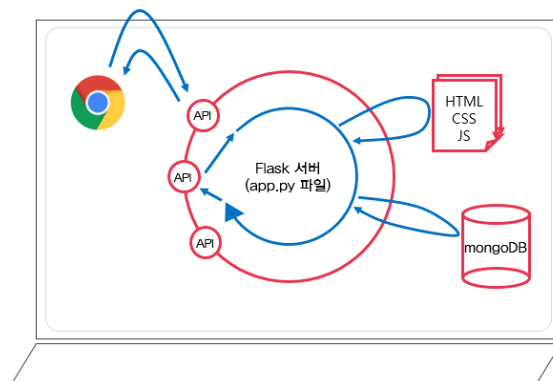 API
API
API
Flask 서버
(app.py 파일)
HTML
CSS
JS
mongoDB